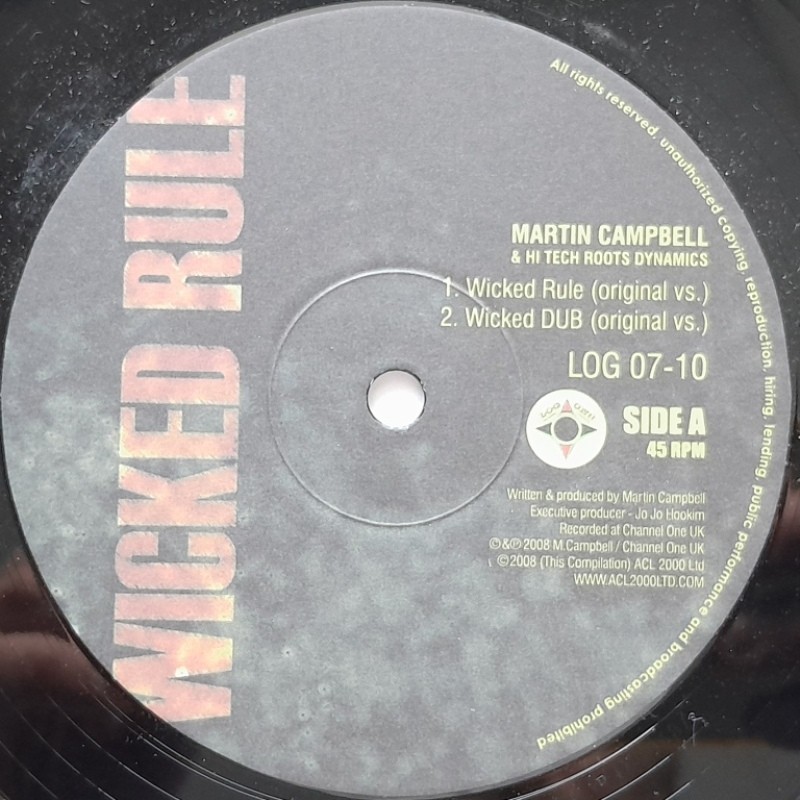 WICKED RULE
MARTIN CAMPBELL
& HI TECH ROOTS DYNAMICS
1. Wicked Rule (original vs.)
2. Wicked DUB (original vs.)
LOG 07-10
SIDE A
45 RPM
Written & produced by Martin Campbell
Executive producer - Jo Jo Hookim
Recorded at Channel One UK
©&℗2008 M.Campbell / Channel One UK
©2008 (This Compilation) ACL 2000 Ltd
WWW.ACL2000LTD.COM
All rights reserved, unauthorized copying, reproduction, hiring, lending, public performance and broadcasting prohibited